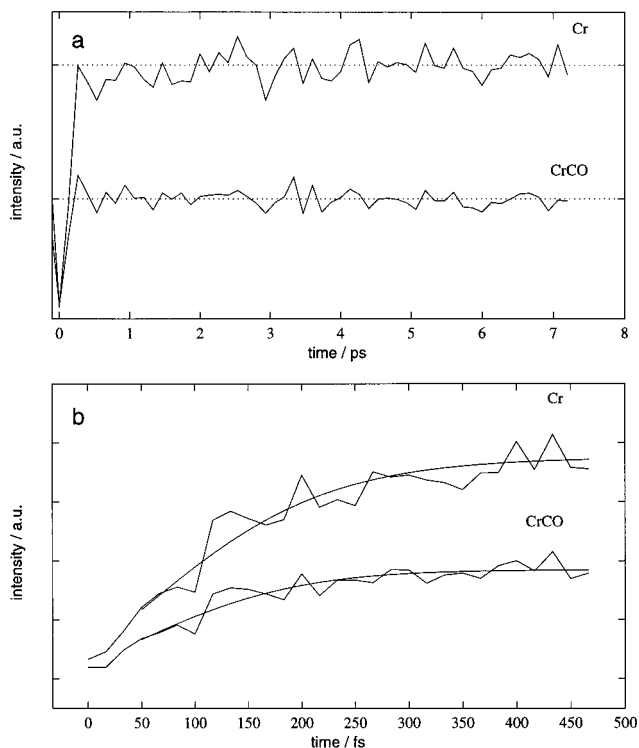 a
Cr
CrCO
intensity / a.u.
0 1 2 3 4 5 6 7 8
time / ps
b
Cr
CrCO
intensity / a.u.
0 50 100 150 200 250 300 350 400 450 500
time / fs